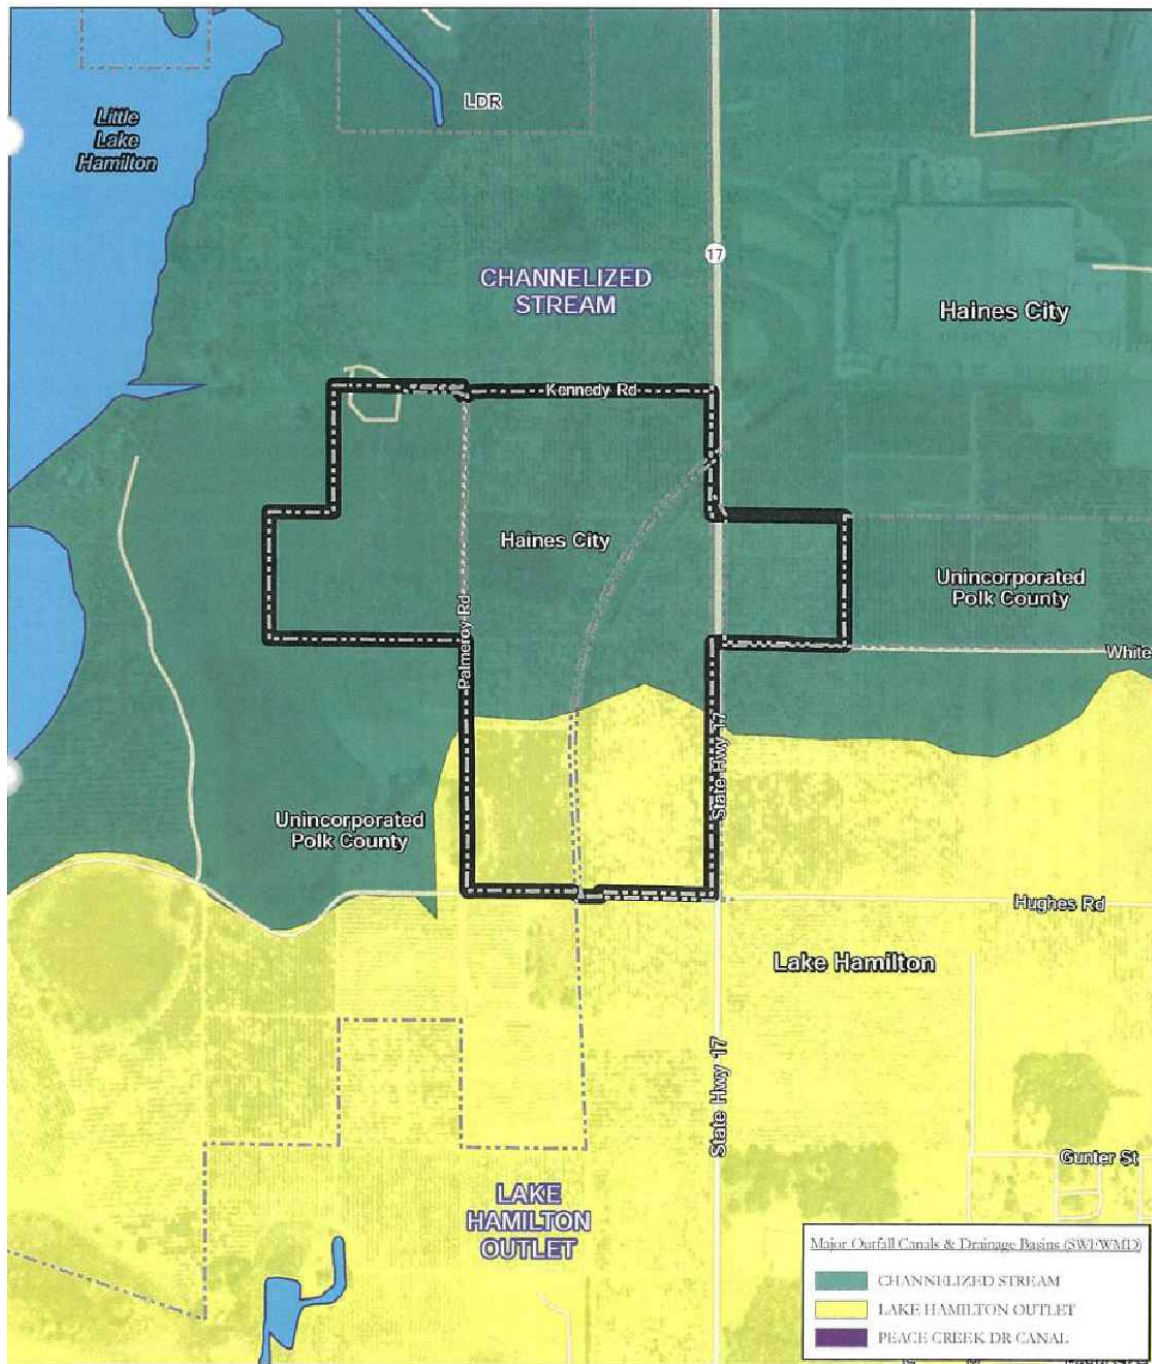 Little
Lake
Hamilton
LDR
17
CHANNELIZED
STREAM
Haines City
Kennedy Rd
Haines City
Palmeroy Rd
Unincorporated
Polk County
White
State Hwy 17
Unincorporated
Polk County
Hughes Rd
Lake Hamilton
State Hwy 17
Gunter St
LAKE
HAMILTON
OUTLET
Major Outfall Canals & Drainage Basins (SWFWMD)
CHANNELIZED STREAM
LAKE HAMILTON OUTLET
PEACE CREEK DR CANAL